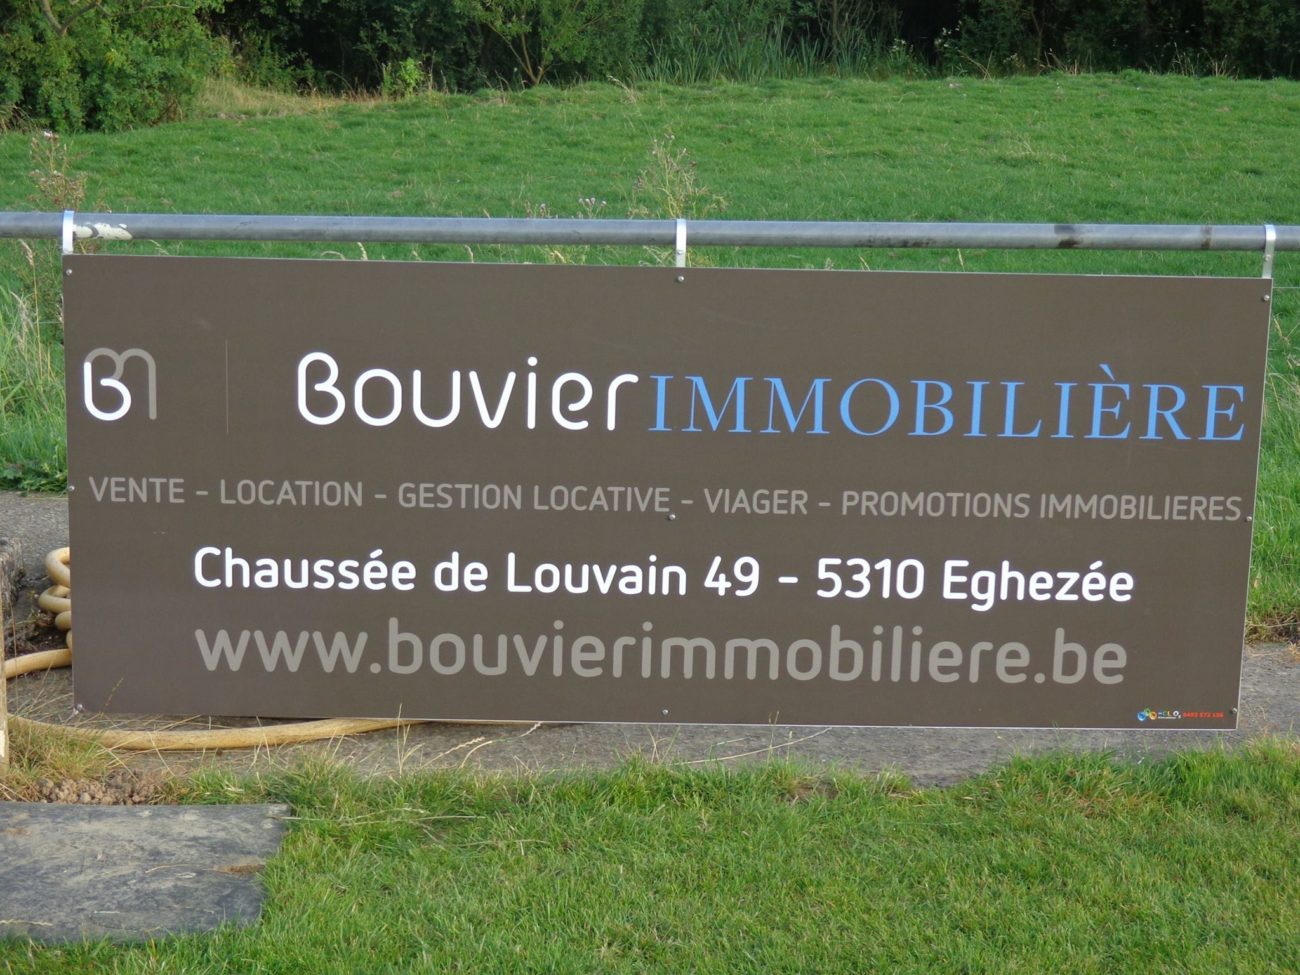 BouvierIMMOBILIÈRE
VENTE - LOCATION - GESTION LOCATIVE - VIAGER - PROMOTIONS IMMOBILIERES
Chaussée de Louvain 49 - 5310 Eghezée
www.bouvierimmobiliere.be